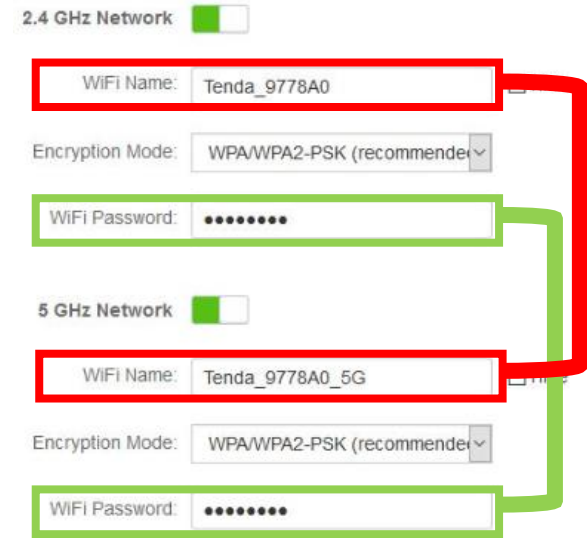 2.4 GHz Network
WiFi Name: Tenda_9778A0
Encryption Mode: WPA/WPA2-PSK (recommende
WiFi Password: ●●●●●●●●
5 GHz Network
WiFi Name: Tenda_9778A0_5G
Encryption Mode: WPA/WPA2-PSK (recommende
WiFi Password: ●●●●●●●●